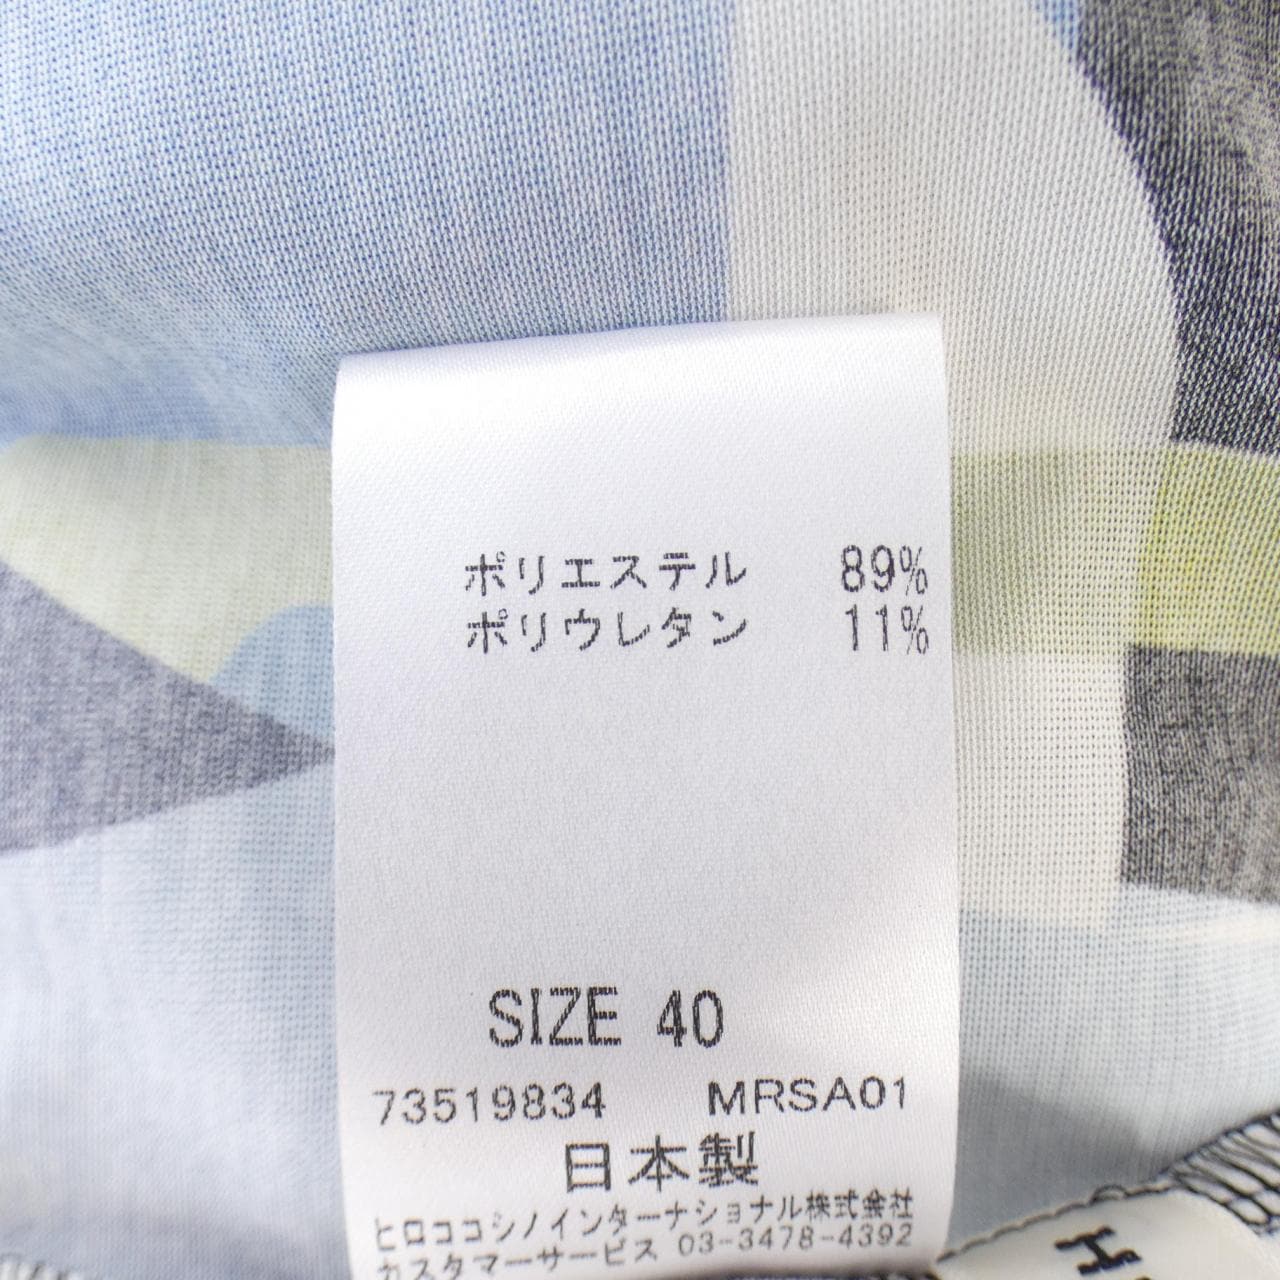 ポリエステル 89%
ポリウレタン 11%
SIZE 40
73519834 MRSA01
日本製
ヒロココシノインターナショナル株式会社
カスタマーサービス 03-3478-4392
H